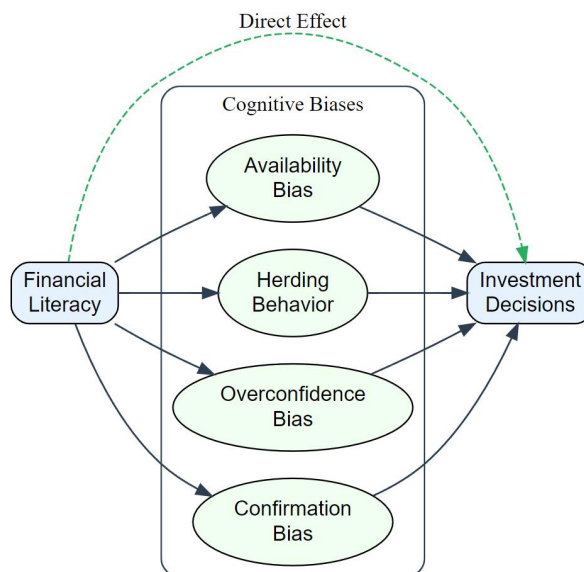 Direct Effect
Cognitive Biases
Availability
Bias
Financial
Literacy
Herding
Behavior
Investment
Decisions
Overconfidence
Bias
Confirmation
Bias